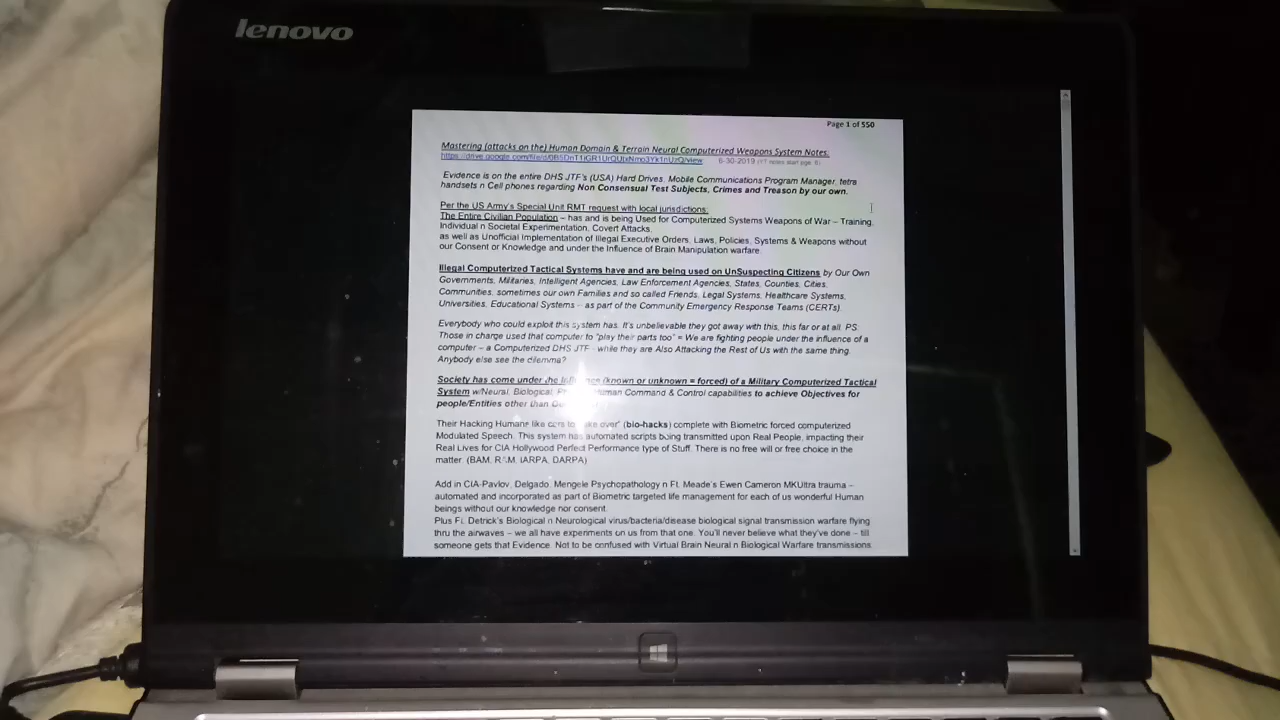 lenovo
Page 1 of 550
Mastering (attacks on the) Human Domain & Terrain Neural Computerized Weapons System Notes:
6-30-2019 (YT notes start pge. 6)
Evidence is on the entire DHS JTF's (USA) Hard Drives, Mobile Communications Program Manager, tetra
handsets n Cell phones regarding Non Consensual Test Subjects, Crimes and Treason by our own.
Per the US Army's Special Unit RMT request with local jurisdictions:
The Entire Civilian Population – has and is being Used for Computerized Systems Weapons of War – Training,
Individual n Societal Experimentation, Covert Attacks,
as well as Unofficial Implementation of Illegal Executive Orders, Laws, Policies, Systems & Weapons without
our Consent or Knowledge and under the Influence of Brain Manipulation warfare.
Illegal Computerized Tactical Systems have and are being used on UnSuspecting Citizens by Our Own
Governments, Militaries, Intelligent Agencies, Law Enforcement Agencies, States, Counties, Cities,
Communities, sometimes our own Families and so called Friends, Legal Systems, Healthcare Systems,
Universities, Educational Systems – as part of the Community Emergency Response Teams (CERTs).
Everybody who could exploit this system has. It's unbelievable they got away with this, this far or at all. PS.
Those in charge used that computer to "play their parts too" = We are fighting people under the influence of a
computer – a Computerized DHS JTF - while they are Also Attacking the Rest of Us with the same thing.
Anybody else see the dilemma?
Society has come under the (known or unknown = forced) of a Military Computerized Tactical
System w/Neural, Biological, Human Command & Control capabilities to achieve Objectives for
people/Entities other than
Their Hacking Humans like cars to over" (bio-hacks) complete with Biometric forced computerized
Modulated Speech. This system has automated scripts being transmitted upon Real People, impacting their
Real Lives for CIA Hollywood Perfect Performance type of Stuff. There is no free will or free choice in the
matter. (BAM, IARPA, DARPA)
Add in CIA-Pavlov, Delgado, Mengele Psychopathology n Ft. Meade's Ewen Cameron MKUltra trauma –
automated and incorporated as part of Biometric targeted life management for each of us wonderful Human
beings without our knowledge nor consent.
Plus Ft. Detrick's Biological n Neurological virus/bacteria/disease biological signal transmission warfare flying
thru the airwaves – we all have experiments on us from that one. You'll never believe what they've done – till
someone gets that Evidence. Not to be confused with Virtual Brain Neural n Biological Warfare transmissions.